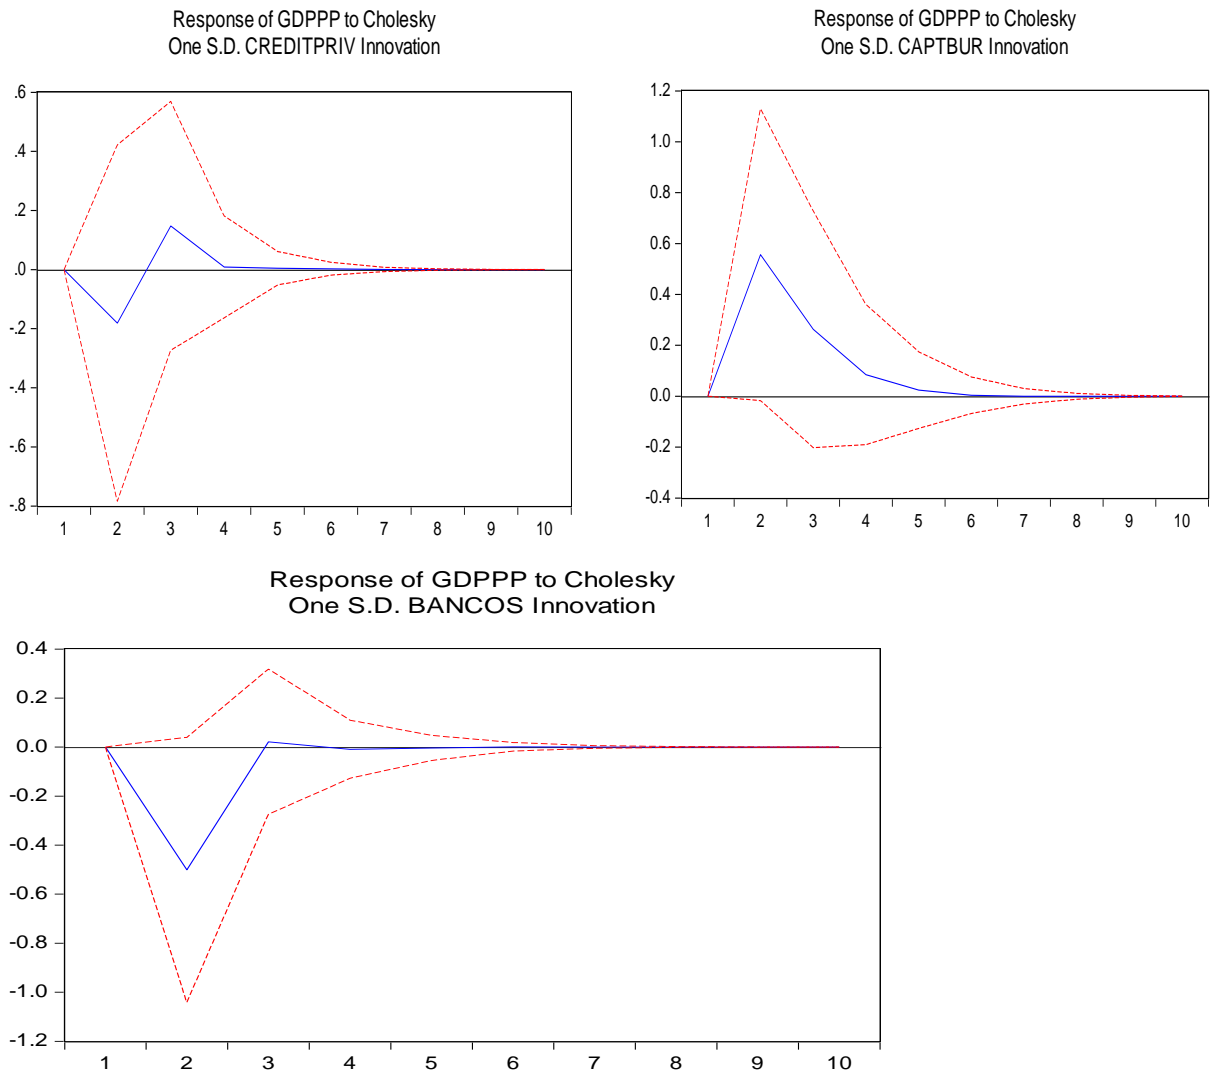 Response of GDPPP to Cholesky
One S.D. CREDITPRIV Innovation
.6
.4
.2
.0
-.2
-.4
-.6
-.8
1 2 3 4 5 6 7 8 9 10
Response of GDPPP to Cholesky
One S.D. CAPTBUR Innovation
1.2
1.0
0.8
0.6
0.4
0.2
0.0
-0.2
-0.4
1 2 3 4 5 6 7 8 9 10
Response of GDPPP to Cholesky
One S.D. BANCOS Innovation
0.4
0.2
0.0
-0.2
-0.4
-0.6
-0.8
-1.0
-1.2
1 2 3 4 5 6 7 8 9 10